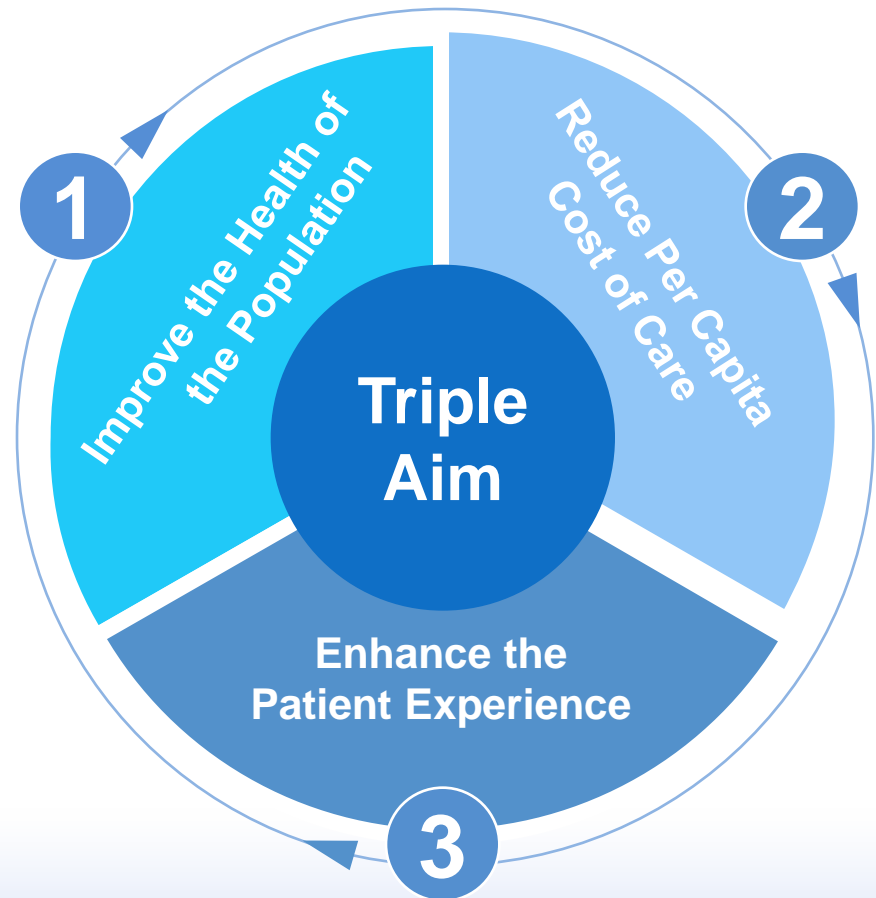 1
Improve the Health of
the Population
2
Reduce Per Capita
Cost of Care
Triple
Aim
3
Enhance the
Patient Experience